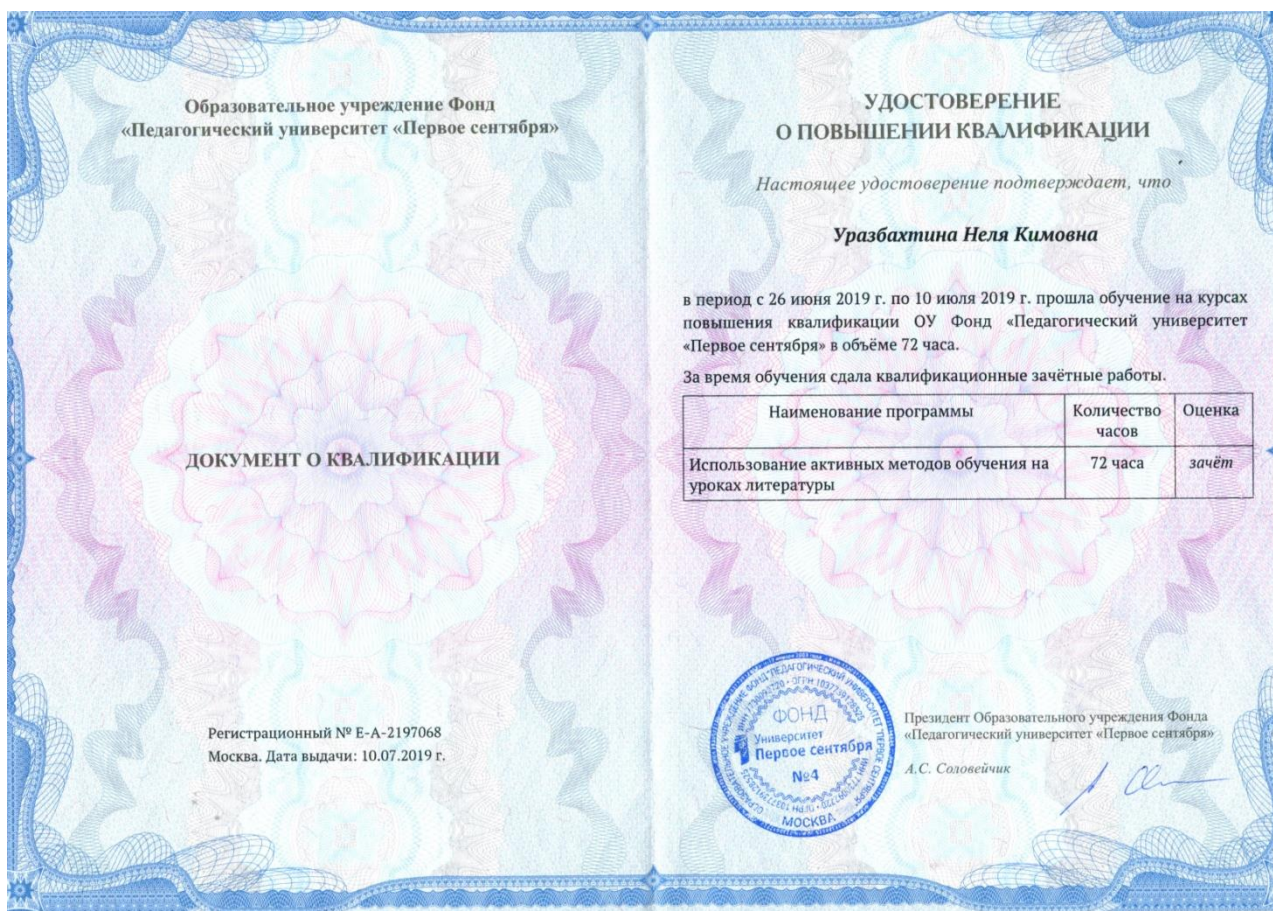 Образовательное учреждение Фонд
«Педагогический университет «Первое сентября»
ДОКУМЕНТ О КВАЛИФИКАЦИИ
Регистрационный № E-A-2197068
Москва. Дата выдачи: 10.07.2019 г.
УДОСТОВЕРЕНИЕ
О ПОВЫШЕНИИ КВАЛИФИКАЦИИ
Настоящее удостоверение подтверждает, что
Уразбахтина Неля Кимовна
в период с 26 июня 2019 г. по 10 июля 2019 г. прошла обучение на курсах
повышения квалификации ОУ Фонд «Педагогический университет
«Первое сентября» в объёме 72 часа.
За время обучения сдала квалификационные зачётные работы.
Наименование программы Количество Оценка
часов
Использование активных методов обучения на 72 часа зачёт
уроках литературы
ФОНД
Университет
Первое сентября
№4
МОСКВА
Президент Образовательного учреждения Фонда
«Педагогический университет «Первое сентября»
А.С. Соловейчик